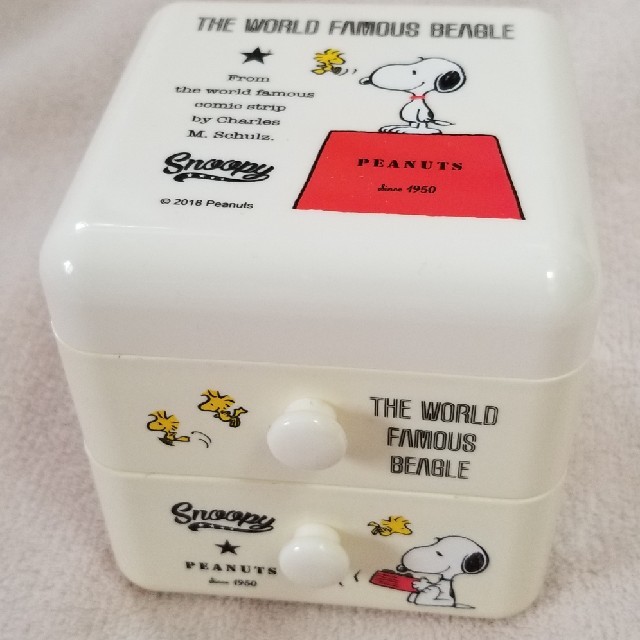 THE WORLD FAMOUS BEAGLE
From
the world famous
comic strip
by Charles
M. Schulz.
Snoopy
© 2018 Peanuts
PEANUTS
since 1950
THE WORLD
FAMOUS
BEAGLE
Snoopy
PEANUTS
since 1950